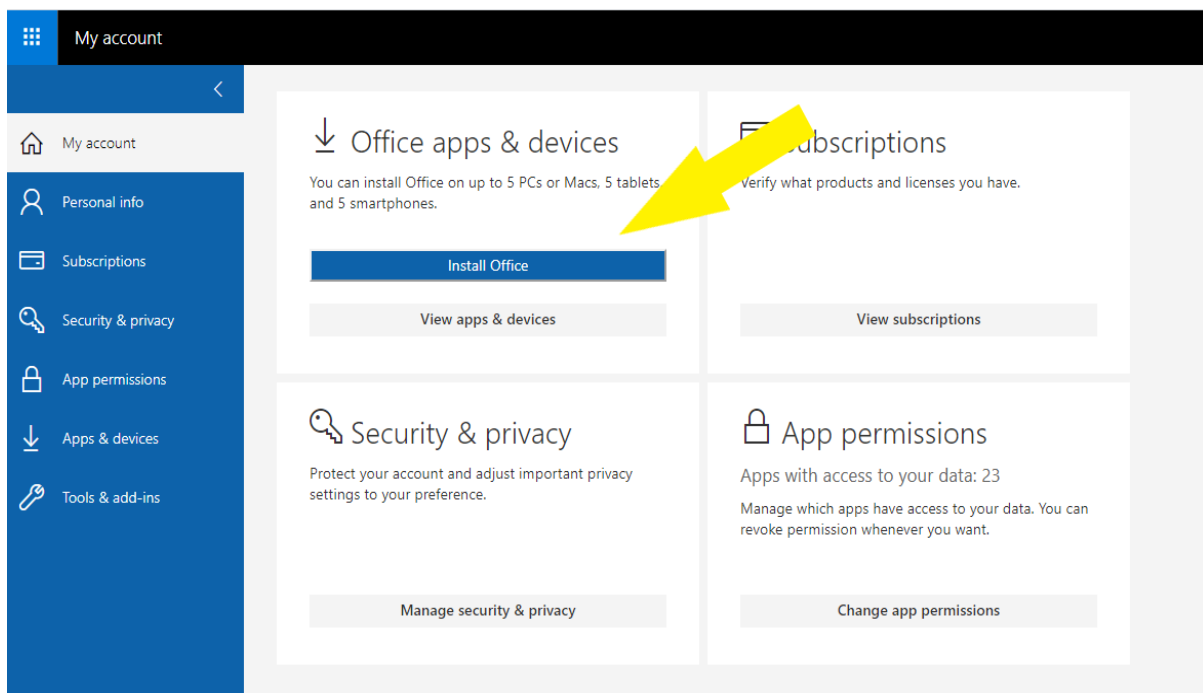 My account
My account
Personal info
Subscriptions
Security & privacy
App permissions
Apps & devices
Tools & add-ins
Office apps & devices
You can install Office on up to 5 PCs or Macs, 5 tablets,
and 5 smartphones.
Install Office
View apps & devices
Subscriptions
Verify what products and licenses you have.
View subscriptions
Security & privacy
Protect your account and adjust important privacy
settings to your preference.
Manage security & privacy
App permissions
Apps with access to your data: 23
Manage which apps have access to your data. You can
revoke permission whenever you want.
Change app permissions